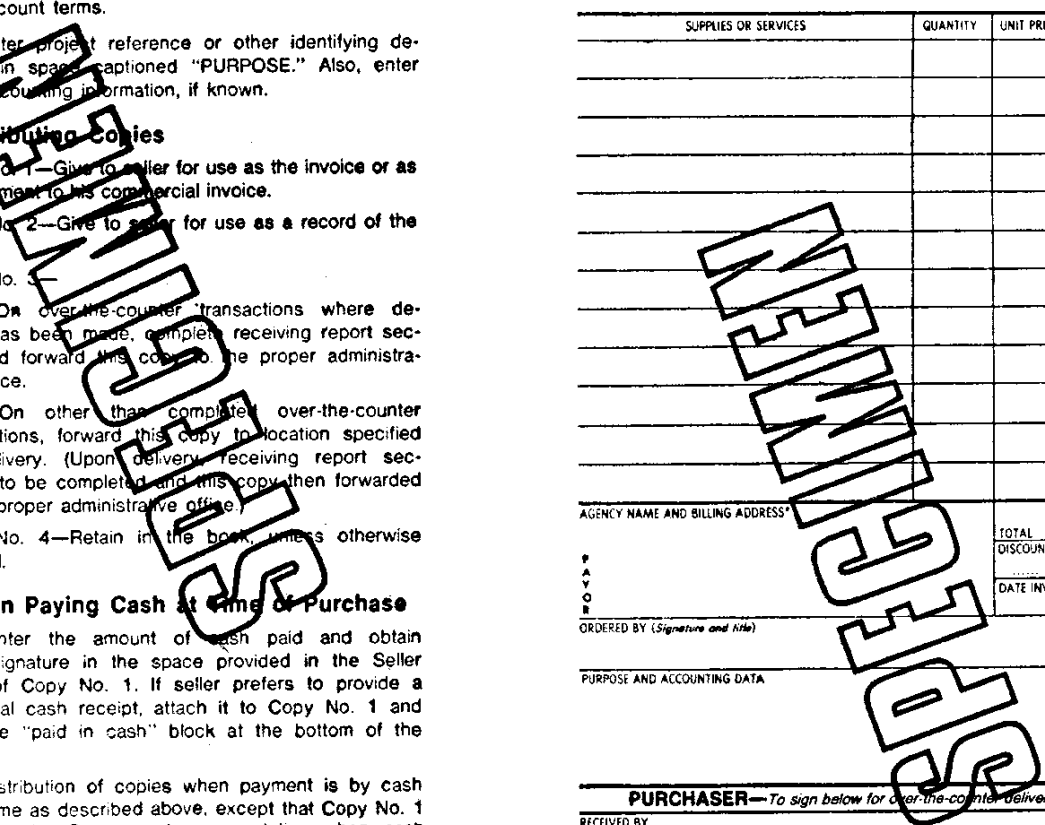 count terms.
ter project reference or other identifying de-
in space captioned "PURPOSE." Also, enter
counting information, if known.
ibuting Copies
o. 1—Give to seller for use as the invoice or as
ment to his commercial invoice.
No. 2—Give to seller for use as a record of the
No. 3—
On over-the-counter transactions where de-
as been made, complete receiving report sec-
d forward this copy to the proper administra-
ce.
On other than completed over-the-counter
tions, forward this copy to location specified
ivery. (Upon delivery, receiving report sec-
to be completed and this copy then forwarded
proper administrative office.)
No. 4—Retain in the book, unless otherwise
d.
n Paying Cash at Time of Purchase
nter the amount of cash paid and obtain
ignature in the space provided in the Seller
of Copy No. 1. If seller prefers to provide a
al cash receipt, attach it to Copy No. 1 and
e "paid in cash" block at the bottom of the
stribution of copies when payment is by cash
me as described above, except that Copy No. 1
SPECIMEN
SUPPLIES OR SERVICES QUANTITY UNIT PRI
AGENCY NAME AND BILLING ADDRESS*
PAYOR
TOTAL
DISCOUN
DATE INV
ORDERED BY (Signature and title)
PURPOSE AND ACCOUNTING DATA
PURCHASER—To sign below for over-the-counter delive
RECEIVED BY
SPECIMEN